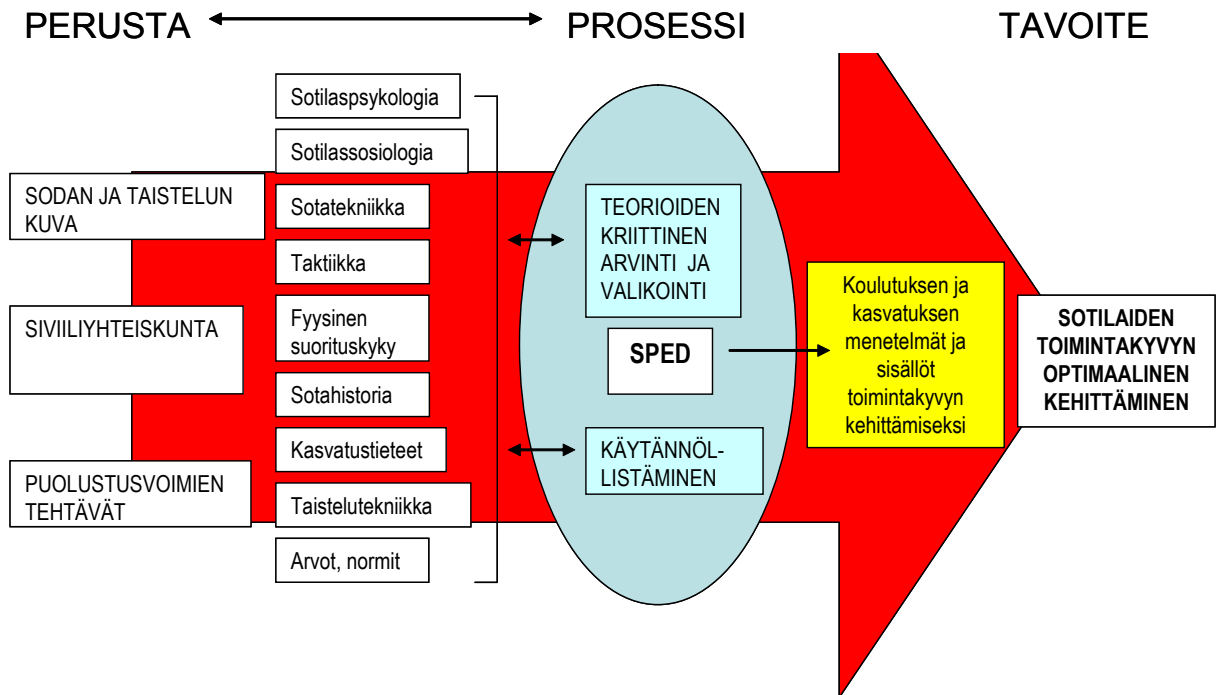 PERUSTA
PROSESSI
TAVOITE
SODAN JA TAISTELUN
KUVA
SIVIILIYHTEISKUNTA
PUOLUSTUSVOIMIEN
TEHTÄVÄT
Sotilaspsykologia
Sotilassosiologia
Sotatekniikka
Taktiikka
Fyysinen
suorituskyky
Sotahistoria
Kasvatustieteet
Taistelutekniikka
Arvot, normit
TEORIOIDEN
KRIITTINEN
ARVINTI JA
VALIKOINTI
SPED
KÄYTÄNNÖL-
LISTÄMINEN
Koulutuksen ja
kasvatuksen
menetelmät ja
sisällöt
toimintakyvyn
kehittämiseksi
SOTILAIDEN
TOIMINTAKYVYN
OPTIMAALINEN
KEHITTÄMINEN